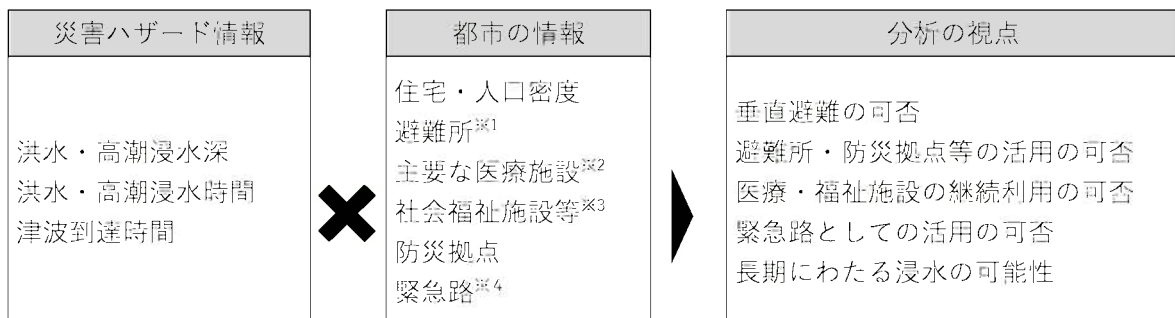 災害ハザード情報
洪水・高潮浸水深
洪水・高潮浸水時間
津波到達時間
都市の情報
住宅・人口密度
避難所※1
主要な医療施設※2
社会福祉施設等※3
防災拠点
緊急路※4
分析の視点
垂直避難の可否
避難所・防災拠点等の活用の可否
医療・福祉施設の継続利用の可否
緊急路としての活用の可否
長期にわたる浸水の可能性